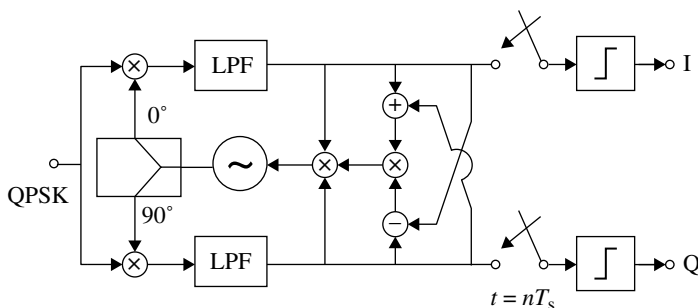 LPF
I
0°
QPSK
90°
LPF
Q
t = nTs